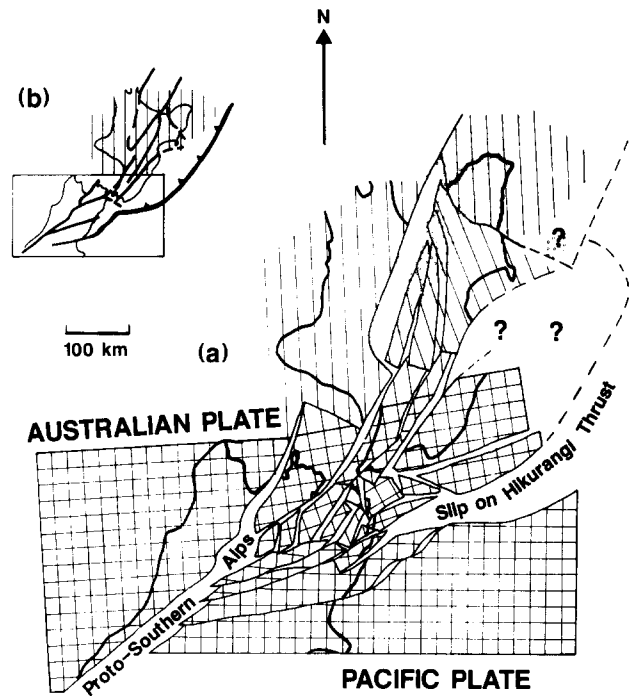 N
(b)
100 km
(a)
?
? ?
AUSTRALIAN PLATE
Slip on Hikurangi Thrust
Proto-Southern Alps
PACIFIC PLATE